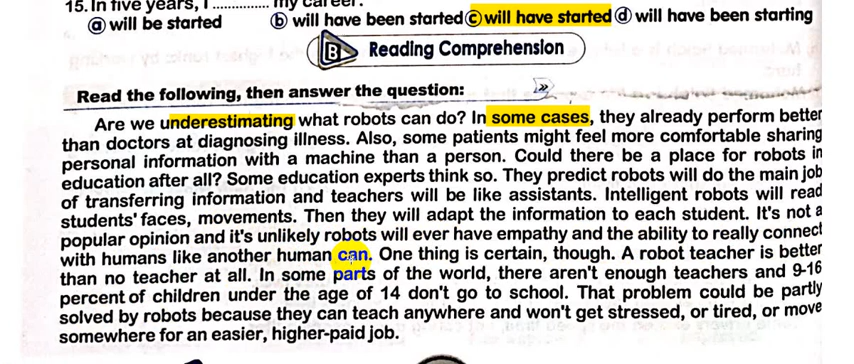 15. In five years, I .............. my career.
ⓐ will be started ⓑ will have been started ⓒ will have started ⓓ will have been starting
B Reading Comprehension
Read the following, then answer the question:
Are we underestimating what robots can do? In some cases, they already perform better
than doctors at diagnosing illness. Also, some patients might feel more comfortable sharing
personal information with a machine than a person. Could there be a place for robots in
education after all? Some education experts think so. They predict robots will do the main job
of transferring information and teachers will be like assistants. Intelligent robots will read
students' faces, movements. Then they will adapt the information to each student. It's not a
popular opinion and it's unlikely robots will ever have empathy and the ability to really connect
with humans like another human can. One thing is certain, though. A robot teacher is better
than no teacher at all. In some parts of the world, there aren't enough teachers and 9-16
percent of children under the age of 14 don't go to school. That problem could be partly
solved by robots because they can teach anywhere and won't get stressed, or tired, or move
somewhere for an easier, higher-paid job.